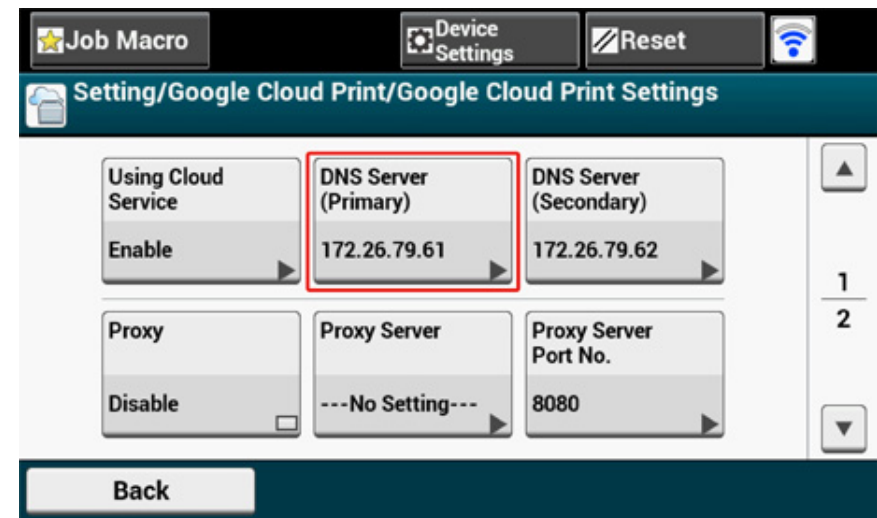 Job Macro
Device
Settings
Reset
Setting/Google Cloud Print/Google Cloud Print Settings
Using Cloud
Service
Enable
DNS Server
(Primary)
172.26.79.61
DNS Server
(Secondary)
172.26.79.62
1
2
Proxy
Disable
Proxy Server
---No Setting---
Proxy Server
Port No.
8080
Back